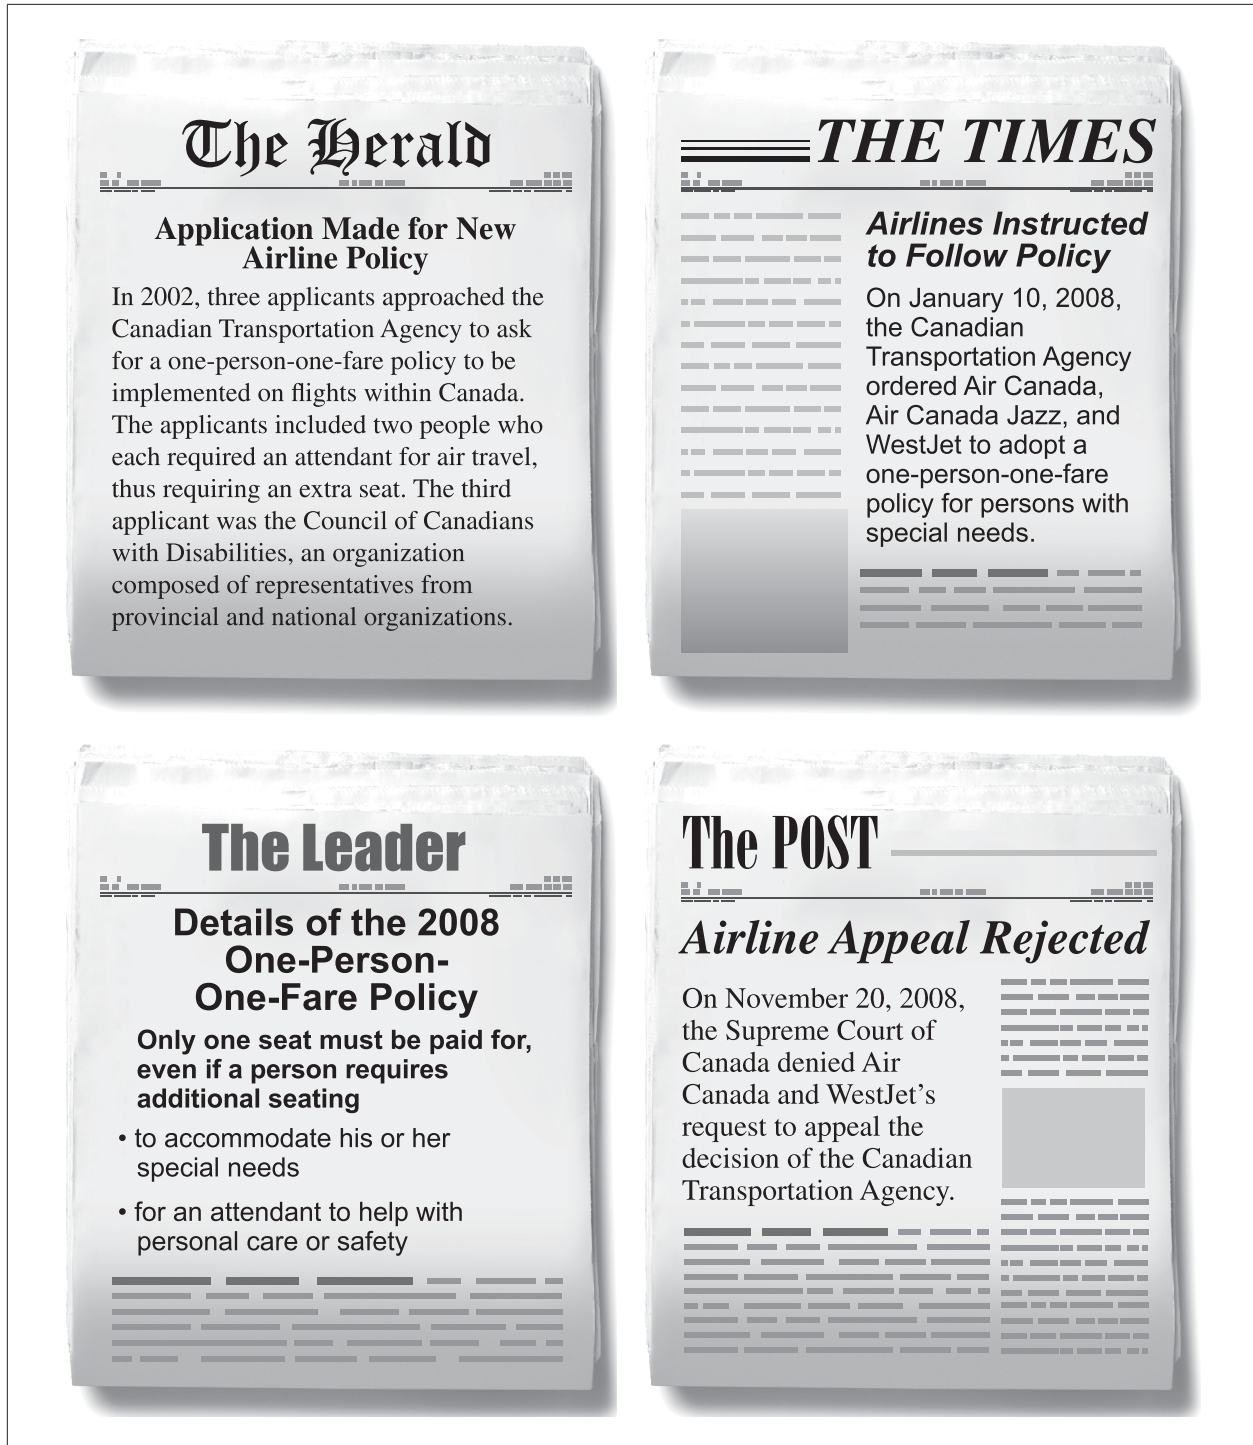 The Herald
Application Made for New
Airline Policy
In 2002, three applicants approached the
Canadian Transportation Agency to ask
for a one-person-one-fare policy to be
implemented on flights within Canada.
The applicants included two people who
each required an attendant for air travel,
thus requiring an extra seat. The third
applicant was the Council of Canadians
with Disabilities, an organization
composed of representatives from
provincial and national organizations.
THE TIMES
Airlines Instructed
to Follow Policy
On January 10, 2008,
the Canadian
Transportation Agency
ordered Air Canada,
Air Canada Jazz, and
WestJet to adopt a
one-person-one-fare
policy for persons with
special needs.
The Leader
Details of the 2008
One-Person-
One-Fare Policy
Only one seat must be paid for,
even if a person requires
additional seating
• to accommodate his or her
special needs
• for an attendant to help with
personal care or safety
The POST
Airline Appeal Rejected
On November 20, 2008,
the Supreme Court of
Canada denied Air
Canada and WestJet's
request to appeal the
decision of the Canadian
Transportation Agency.